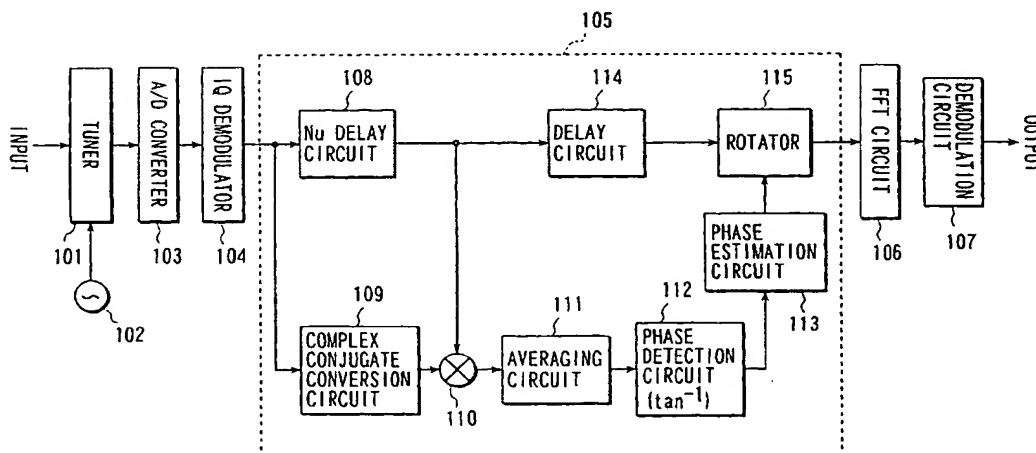 105
108
114
115
INPUT
TUNER
A/D CONVERTER
IQ DEMODULATOR
Nu DELAY
CIRCUIT
DELAY
CIRCUIT
ROTATOR
FFT CIRCUIT
DEMODULATION
CIRCUIT
OUTPUT
101
103
104
106
107
PHASE
ESTIMATION
CIRCUIT
113
102
109
111
112
COMPLEX
CONJUGATE
CONVERSION
CIRCUIT
110
AVERAGING
CIRCUIT
PHASE
DETECTION
CIRCUIT
(tan⁻¹)